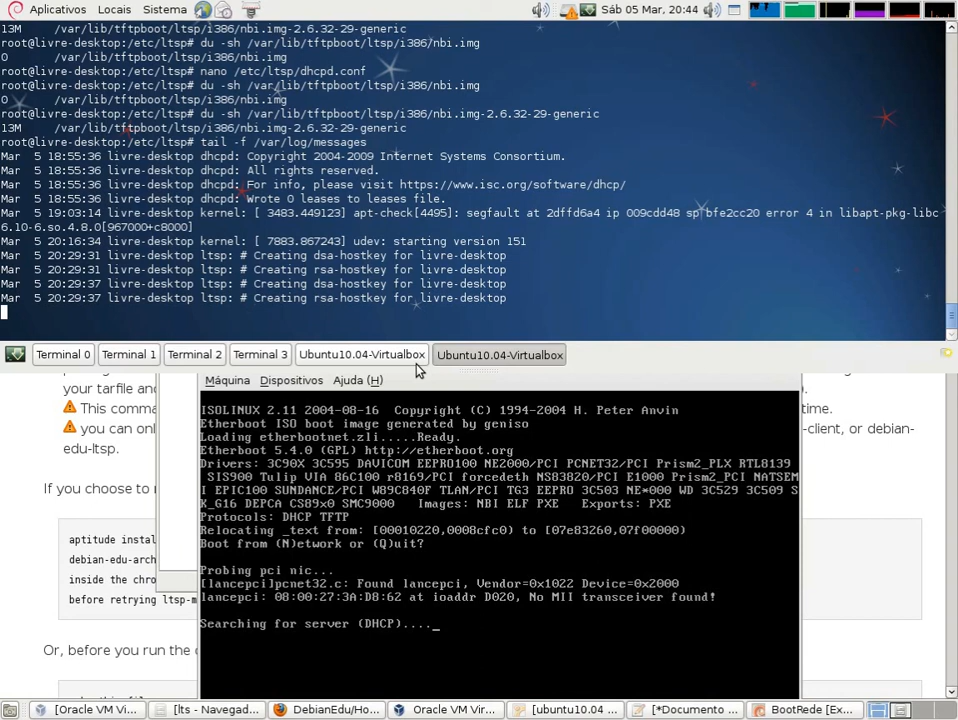 Aplicativos Locais Sistema Sáb 05 Mar, 20:44
13M /var/lib/tftpboot/ltsp/i386/nbi.img-2.6.32-29-generic
root@livre-desktop:/etc/ltsp# du -sh /var/lib/tftpboot/ltsp/i386/nbi.img
0 /var/lib/tftpboot/ltsp/i386/nbi.img
root@livre-desktop:/etc/ltsp# nano /etc/ltsp/dhcpd.conf
root@livre-desktop:/etc/ltsp# du -sh /var/lib/tftpboot/ltsp/i386/nbi.img
0 /var/lib/tftpboot/ltsp/i386/nbi.img
root@livre-desktop:/etc/ltsp# du -sh /var/lib/tftpboot/ltsp/i386/nbi.img-2.6.32-29-generic
13M /var/lib/tftpboot/ltsp/i386/nbi.img-2.6.32-29-generic
root@livre-desktop:/etc/ltsp# tail -f /var/log/messages
Mar 5 18:55:36 livre-desktop dhcpd: Copyright 2004-2009 Internet Systems Consortium.
Mar 5 18:55:36 livre-desktop dhcpd: All rights reserved.
Mar 5 18:55:36 livre-desktop dhcpd: For info, please visit https://www.isc.org/software/dhcp/
Mar 5 18:55:36 livre-desktop dhcpd: Wrote 0 leases to leases file.
Mar 5 19:03:14 livre-desktop kernel: [ 3483.449123] apt-check[4495]: segfault at 2dffd6a4 ip 009cdd48 sp bfe2cc20 error 4 in libapt-pkg-libc
6.10-6.so.4.8.0[967000+c8000]
Mar 5 20:16:34 livre-desktop kernel: [ 7883.867243] udev: starting version 151
Mar 5 20:29:31 livre-desktop ltsp: # Creating dsa-hostkey for livre-desktop
Mar 5 20:29:31 livre-desktop ltsp: # Creating rsa-hostkey for livre-desktop
Mar 5 20:29:37 livre-desktop ltsp: # Creating dsa-hostkey for livre-desktop
Mar 5 20:29:37 livre-desktop ltsp: # Creating rsa-hostkey for livre-desktop
Terminal 0 Terminal 1 Terminal 2 Terminal 3 Ubuntu10.04-Virtualbox Ubuntu10.04-Virtualbox
your tarfile an
This comma time.
you can onl -client, or debian-
edu-ltsp.
If you choose to
aptitude instal
debian-edu-arch
inside the chro
before retrying ltsp-m
Or, before you run the
Máquina Dispositivos Ajuda (H)
ISOLINUX 2.11 2004-08-16 Copyright (C) 1994-2004 H. Peter Anvin
Etherboot ISO boot image generated by geniso
Loading etherbootnet.zli.....Ready.
Etherboot 5.4.0 (GPL) http://etherboot.org
Drivers: 3C90X 3C595 DAVICOM EEPRO100 NE2000/PCI PCNET32/PCI Prism2_PLX RTL8139
SIS900 Tulip VIA 86C100 r8169/PCI forcedeth NS83820/PCI E1000 Prism2_PCI NATSEM
I EPIC100 SUNDANCE/PCI W89C840F TLAN/PCI TG3 EEPRO 3C503 NE*000 WD 3C529 3C509 S
K_G16 DEPCA CS89x0 SMC9000 Images: NBI ELF PXE Exports: PXE
Protocols: DHCP TFTP
Relocating _text from: [00010220,0008cfc0) to [07e83260,07f00000)
Boot from (N)etwork or (Q)uit?
Probing pci nic...
[lancepci]pcnet32.c: Found lancepci, Vendor=0x1022 Device=0x2000
lancepci: 08:00:27:3A:D8:62 at ioaddr D020, No MII transceiver found!
Searching for server (DHCP)...._
[Oracle VM Vi... [lts - Navegad... DebianEdu/Ho... Oracle VM Vir... [ubuntu10.04 ... [*Documento ... BootRede [Ex...